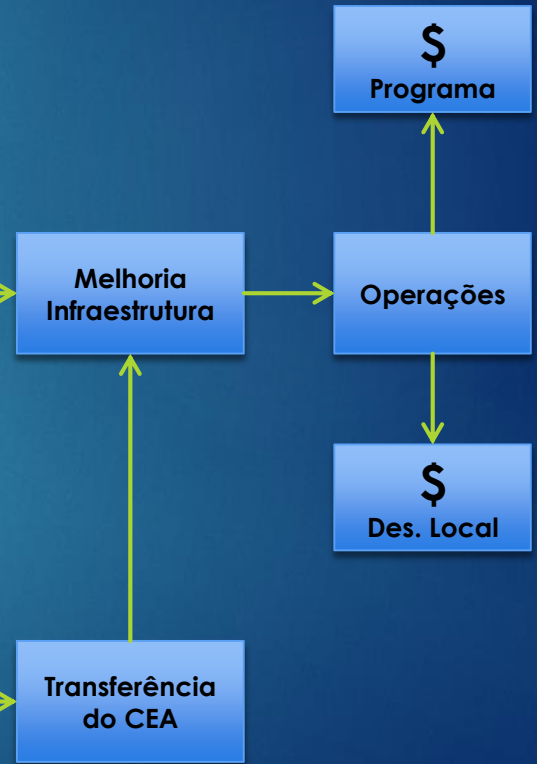 $
Programa
Melhoria
Infraestrutura
Operações
$
Des. Local
Transferência
do CEA